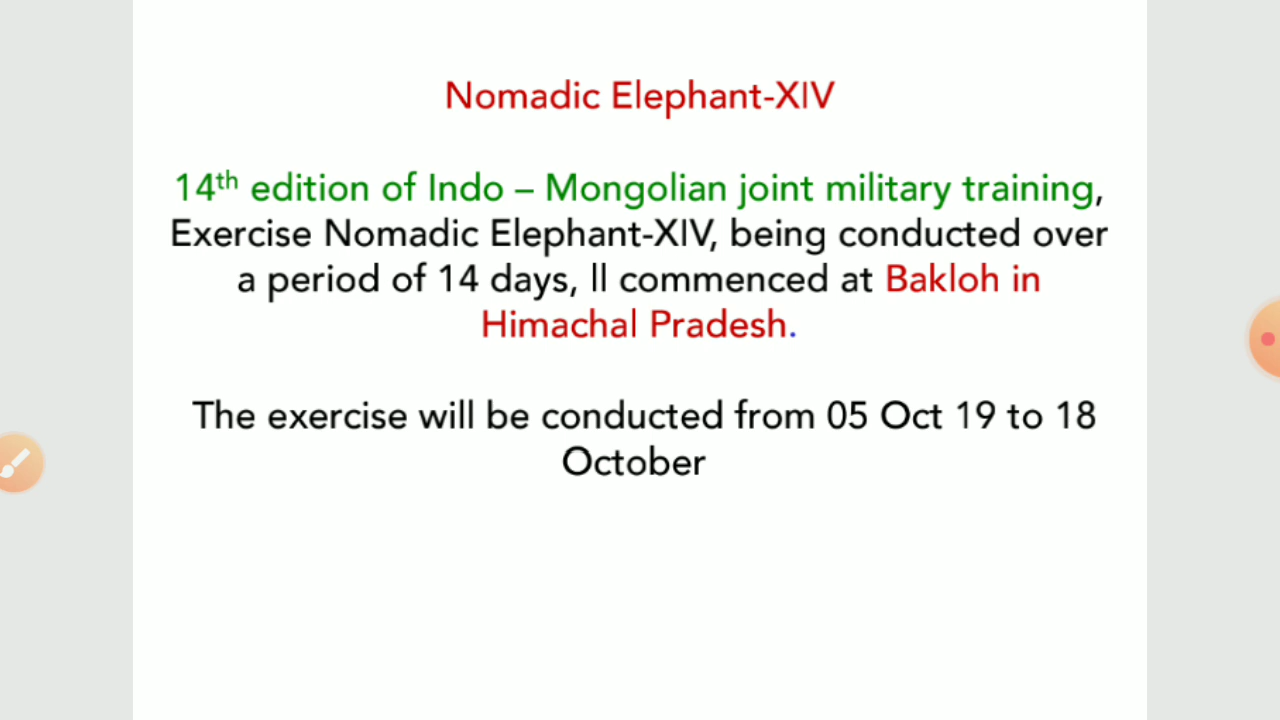 Nomadic Elephant-XIV
14th edition of Indo – Mongolian joint military training,
Exercise Nomadic Elephant-XIV, being conducted over
a period of 14 days, ll commenced at Bakloh in
Himachal Pradesh.
The exercise will be conducted from 05 Oct 19 to 18
October